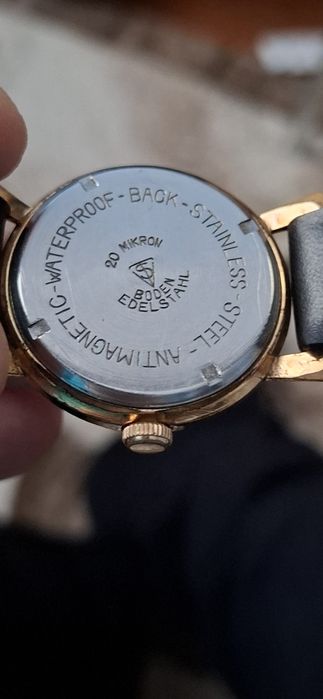 WATERPROOF-BACK-STAINLESS-STEEL-ANTIMAGNETIC-
20 MIKRON
BODEN
EDELSTAHL